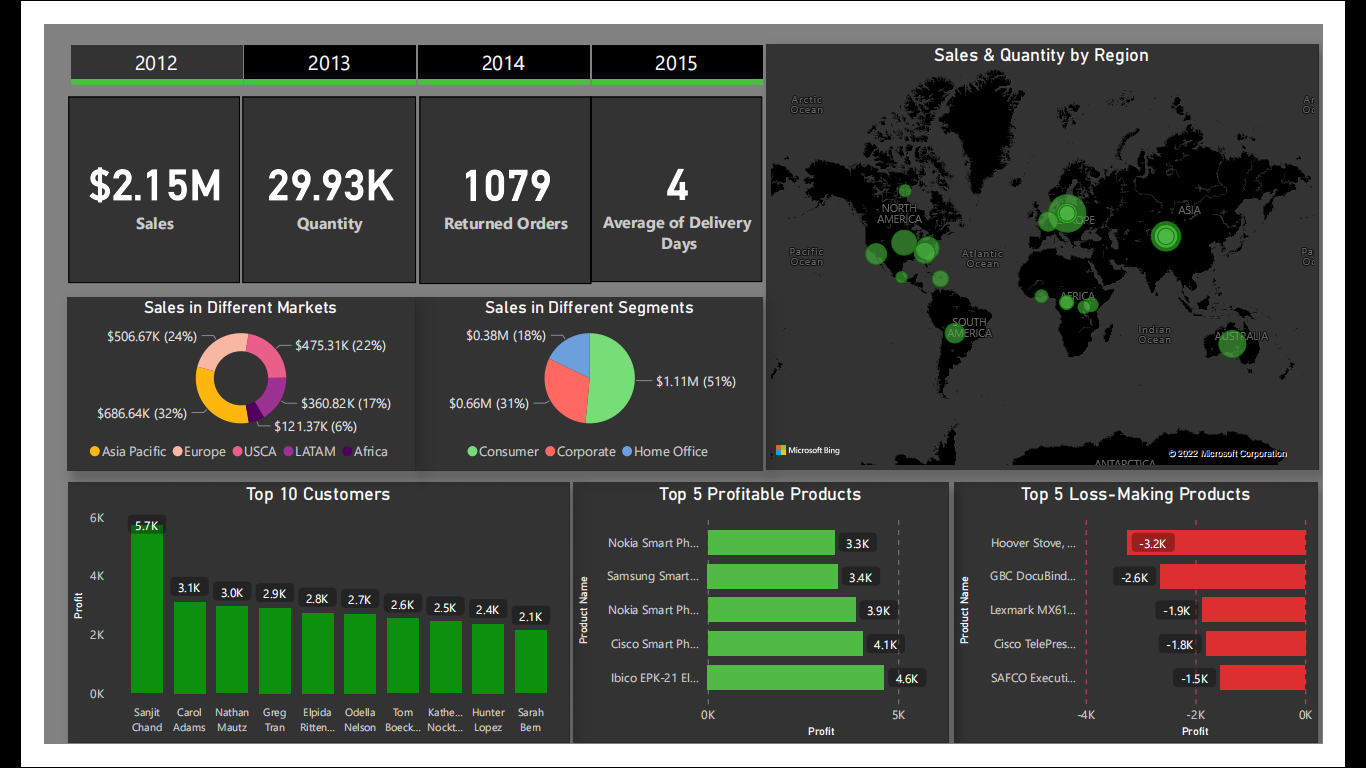 2012
2013
2014
2015
$2.15M
Sales
29.93K
Quantity
1079
Returned Orders
4
Average of Delivery
Days
Sales & Quantity by Region
Arctic
Ocean
Ar
Oc
NORTH
AMERICA
OPE
ASIA
Pacific
Ocean
Atlantic
Ocean
Pa
Oc
AFRICA
SOUTH
AMERICA
Indian
Ocean
AUSTRALIA
ANTARCTICA
Microsoft Bing
© 2022 Microsoft Corporation
Sales in Different Markets
$506.67K (24%)
$475.31K (22%)
$686.64K (32%)
$360.82K (17%)
$121.37K (6%)
Asia Pacific Europe USCA LATAM Africa
Sales in Different Segments
$0.38M (18%)
$1.11M (51%)
$0.66M (31%)
Consumer Corporate Home Office
Top 10 Customers
Profit
6K
4K
2K
0K
5.7K
3.1K
3.0K
2.9K
2.8K
2.7K
2.6K
2.5K
2.4K
2.1K
Sanjit
Chand
Carol
Adams
Nathan
Mautz
Greg
Tran
Elpida
Ritten...
Odella
Nelson
Tom
Boeck...
Kathe...
Nockt...
Hunter
Lopez
Sarah
Bern
Top 5 Profitable Products
Product Name
Nokia Smart Ph... 3.3K
Samsung Smart... 3.4K
Nokia Smart Ph... 3.9K
Cisco Smart Ph... 4.1K
Ibico EPK-21 El... 4.6K
0K 5K
Profit
Top 5 Loss-Making Products
Product Name
Hoover Stove, ... -3.2K
GBC DocuBind... -2.6K
Lexmark MX61... -1.9K
Cisco TelePres... -1.8K
SAFCO Executi... -1.5K
-4K -2K 0K
Profit